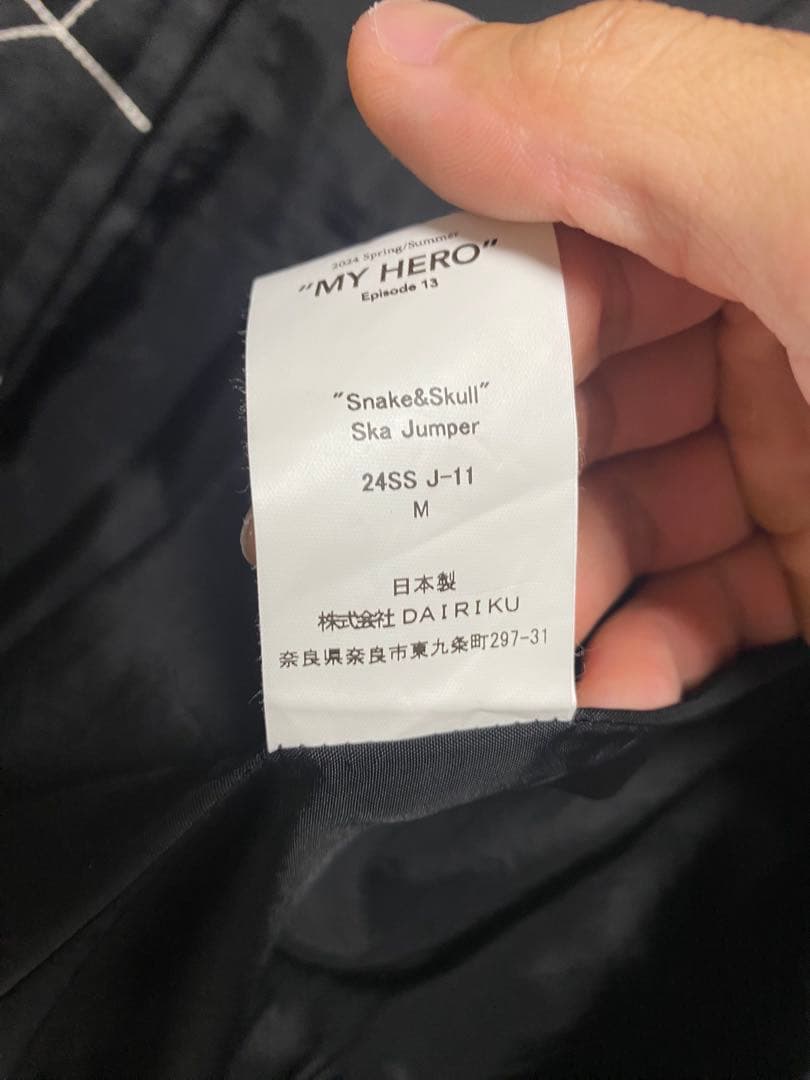 2024 Spring/Summer
"MY HERO"
Episode 13
"Snake&Skull"
Ska Jumper
24SS J-11
M
日本製
株式会社 DAIRIKU
奈良県奈良市東九条町297-31